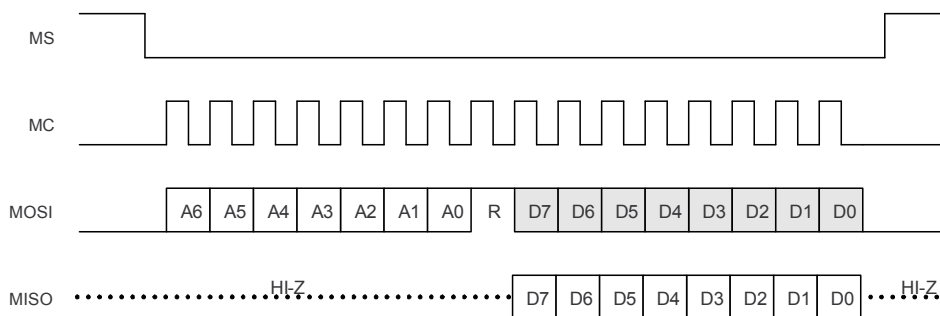 MS
MC
MOSI A6 A5 A4 A3 A2 A1 A0 R D7 D6 D5 D4 D3 D2 D1 D0
MISO HI-Z D7 D6 D5 D4 D3 D2 D1 D0 HI-Z